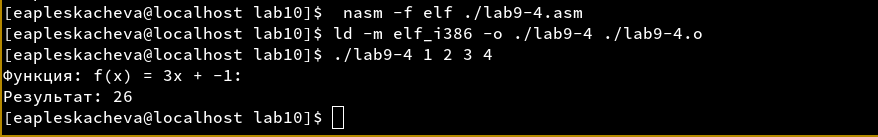 [eapleskacheva@localhost lab10]$  nasm -f elf ./lab9-4.asm
[eapleskacheva@localhost lab10]$ ld -m elf_i386 -o ./lab9-4 ./lab9-4.o
[eapleskacheva@localhost lab10]$ ./lab9-4 1 2 3 4
Функция: f(x) = 3x + -1:
Результат: 26
[eapleskacheva@localhost lab10]$